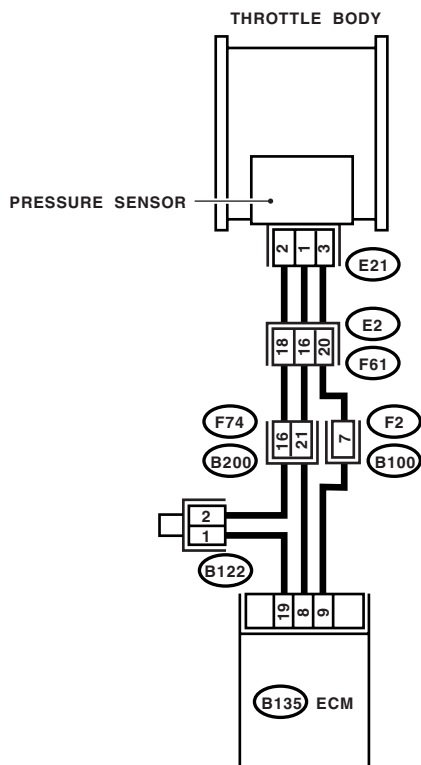 THROTTLE BODY
PRESSURE SENSOR
2 1 3
E21
E2
18 16 20
F61
F74
F2
16 21
7
B200
B100
2
1
B122
19 8 9
B135 ECM